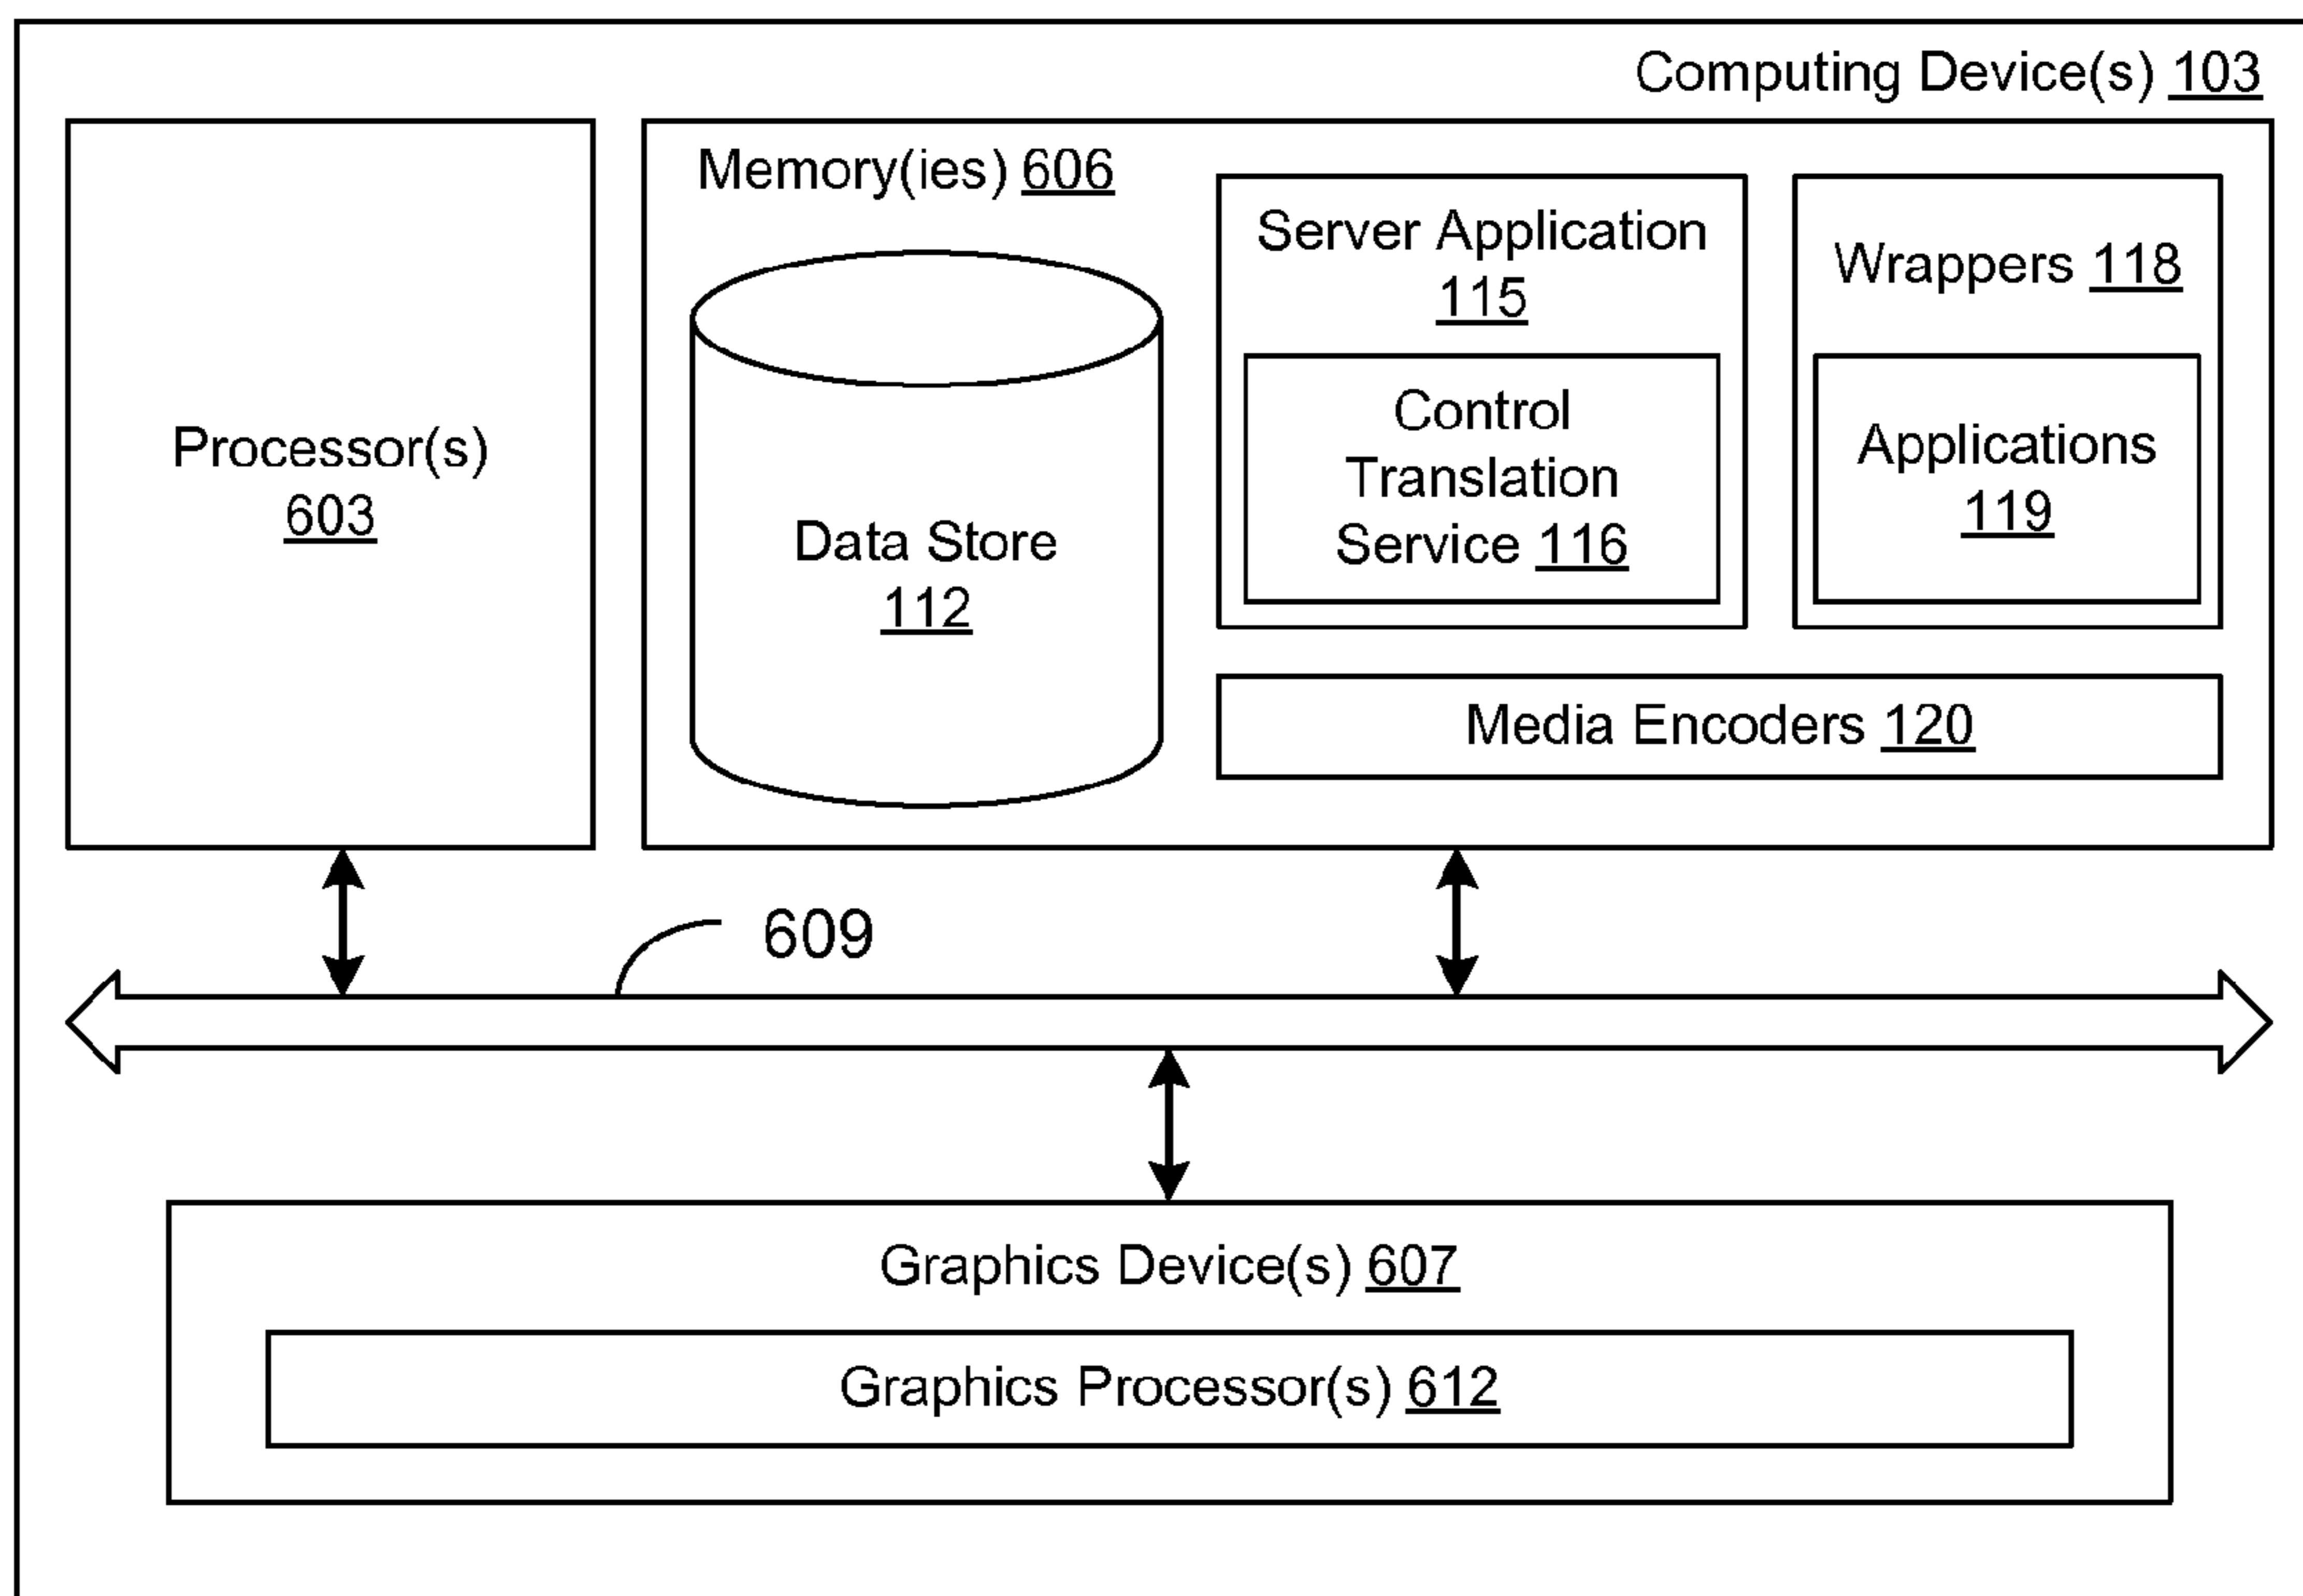 Computing Device(s) 103
Processor(s)
603
Memory(ies) 606
Data Store
112
Server Application
115
Control
Translation
Service 116
Wrappers 118
Applications
119
Media Encoders 120
609
Graphics Device(s) 607
Graphics Processor(s) 612